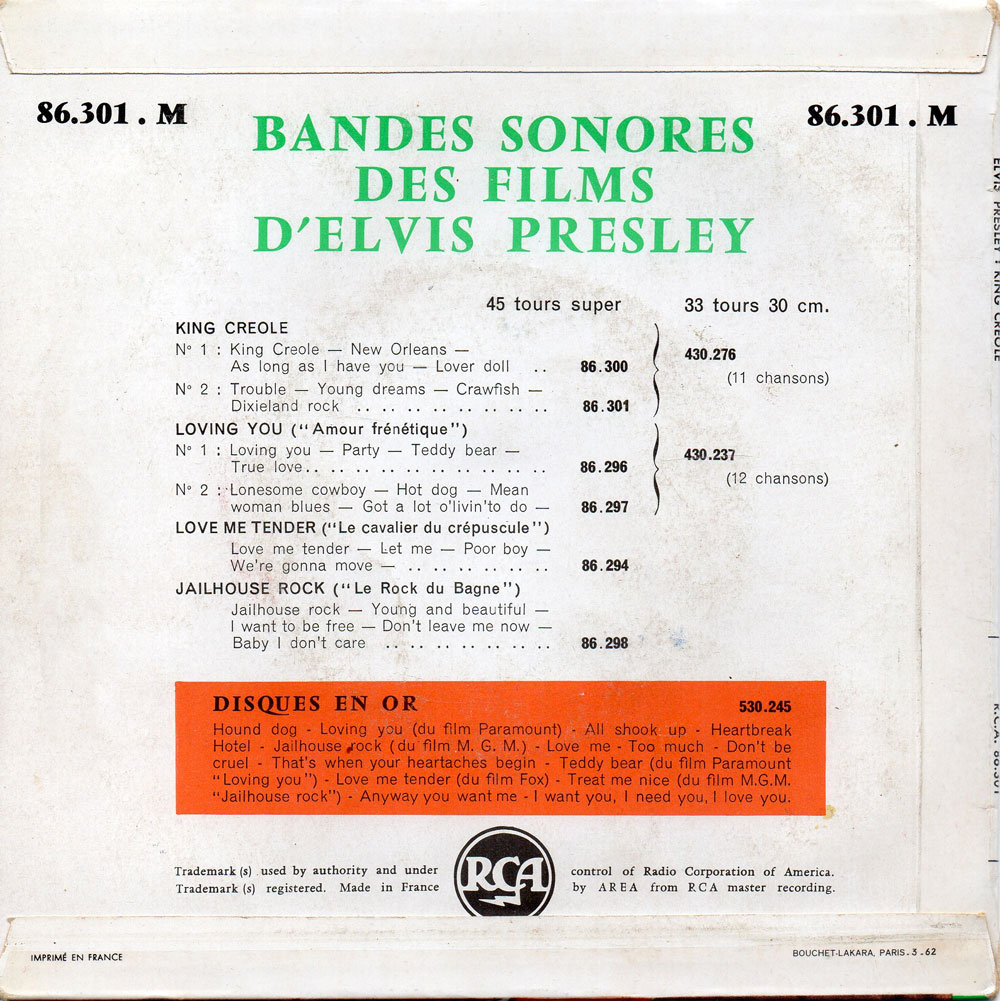 86.301 . M
86.301 . M
BANDES SONORES
DES FILMS
D'ELVIS PRESLEY
45 tours super
33 tours 30 cm.
KING CREOLE
Nº 1 : King Creole — New Orleans —
As long as I have you — Lover doll .. 86.300
430.276
(11 chansons)
Nº 2 : Trouble — Young dreams — Crawfish —
Dixieland rock .. .. .. .. .. .. .. .. 86.301
LOVING YOU ("Amour frénétique")
Nº 1 : Loving you — Party — Teddy bear —
True love .. .. .. .. .. .. .. .. .. .. 86.296
430.237
(12 chansons)
Nº 2 : Lonesome cowboy — Hot dog — Mean
woman blues — Got a lot o'livin'to do — 86.297
LOVE ME TENDER ("Le cavalier du crépuscule")
Love me tender — Let me — Poor boy —
We're gonna move — .. .. .. .. .. .. 86.294
JAILHOUSE ROCK ("Le Rock du Bagne")
Jailhouse rock — Young and beautiful —
I want to be free — Don't leave me now —
Baby I don't care .. .. .. .. .. .. .. 86.298
DISQUES EN OR 530.245
Hound dog - Loving you (du film Paramount) - All shook up - Heartbreak
Hotel - Jailhouse rock (du film M. G. M.) - Love me - Too much - Don't be
cruel - That's when your heartaches begin - Teddy bear (du film Paramount
"Loving you") - Love me tender (du film Fox) - Treat me nice (du film M.G.M.
"Jailhouse rock") - Anyway you want me - I want you, I need you, I love you.
Trademark (s) used by authority and under
Trademark (s) registered. Made in France
RCA
control of Radio Corporation of America.
by AREA from RCA master recording.
IMPRIMÉ EN FRANCE
BOUCHET-LAKARA, PARIS - 3 - 62
ELVIS PRESLEY : KING CREOLE
R.C.A. 86.301